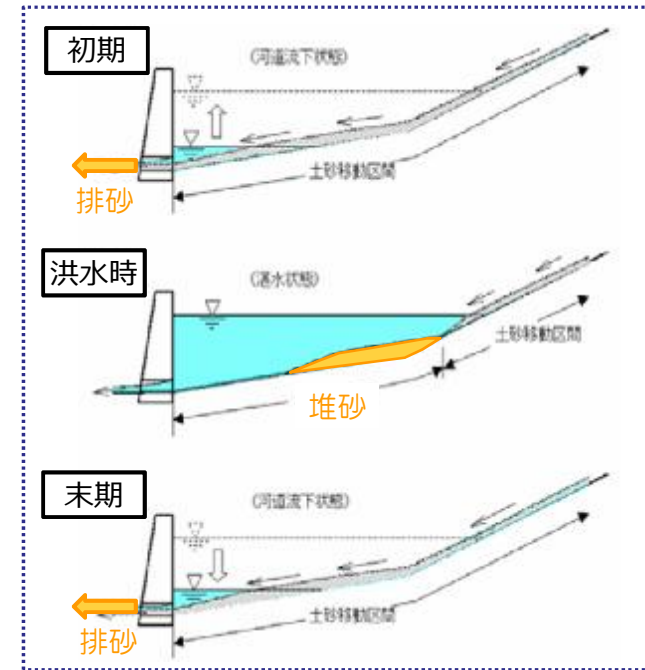 初期
(河道流下状態)
土砂移動区間
排砂
洪水時
(湛水状態)
土砂移動区間
堆砂
末期
(河道流下状態)
土砂移動区間
排砂